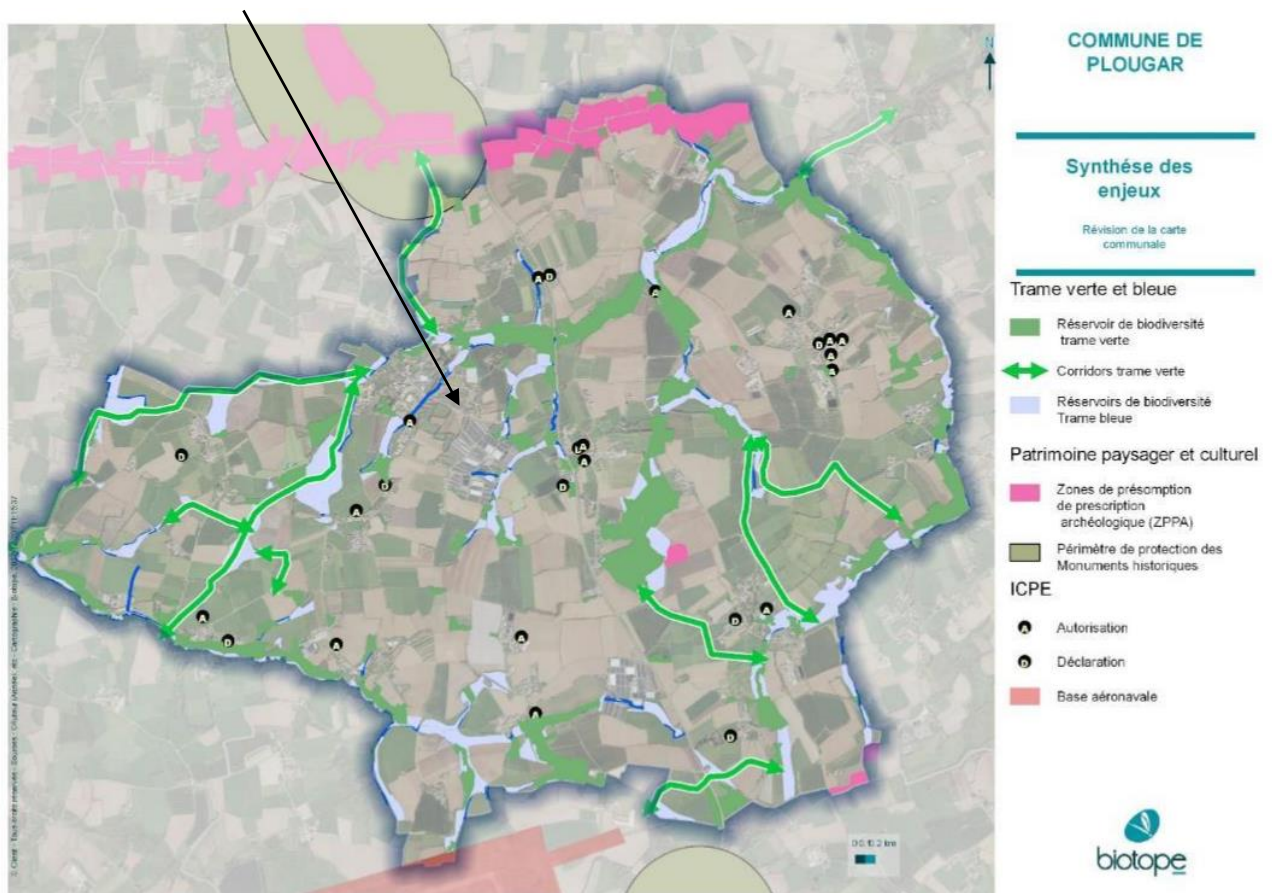 COMMUNE DE
PLOUGAR
Synthése des
enjeux
Révision de la carte
communale
Trame verte et bleue
Réservoir de biodiversité
trame verte
Corridors trame verte
Réservoirs de biodiversité
Trame bleue
Patrimoine paysager et culturel
Zones de présomption
de prescription
archéologique (ZPPA)
Périmètre de protection des
Monuments historiques
ICPE
A Autorisation
D Déclaration
Base aéronavale
biotope
N
A D
A
A
D A A
A
A
A
D
A
A
D
D
A
A
D
A
A
D
A
A
D
D